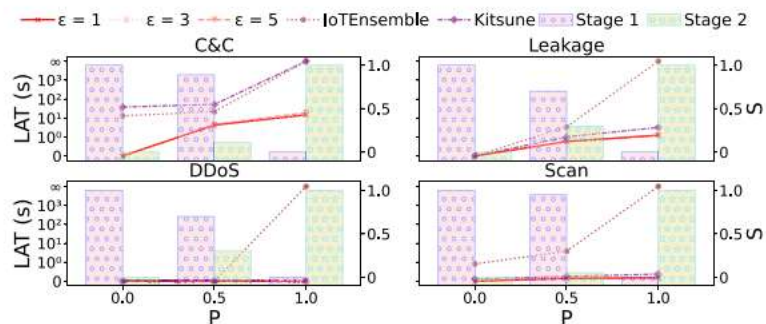 ε = 1 ε = 3 ε = 5 IoTEnsemble Kitsune Stage 1 Stage 2
C&C Leakage
∞ 1.0
10³
10² 0.5
10¹
10⁰
0 0
LAT (s) S
DDoS Scan
∞ 1.0
10³
10² 0.5
10¹
10⁰
0 0
LAT (s) S
0.0 0.5 1.0 0.0 0.5 1.0
P P